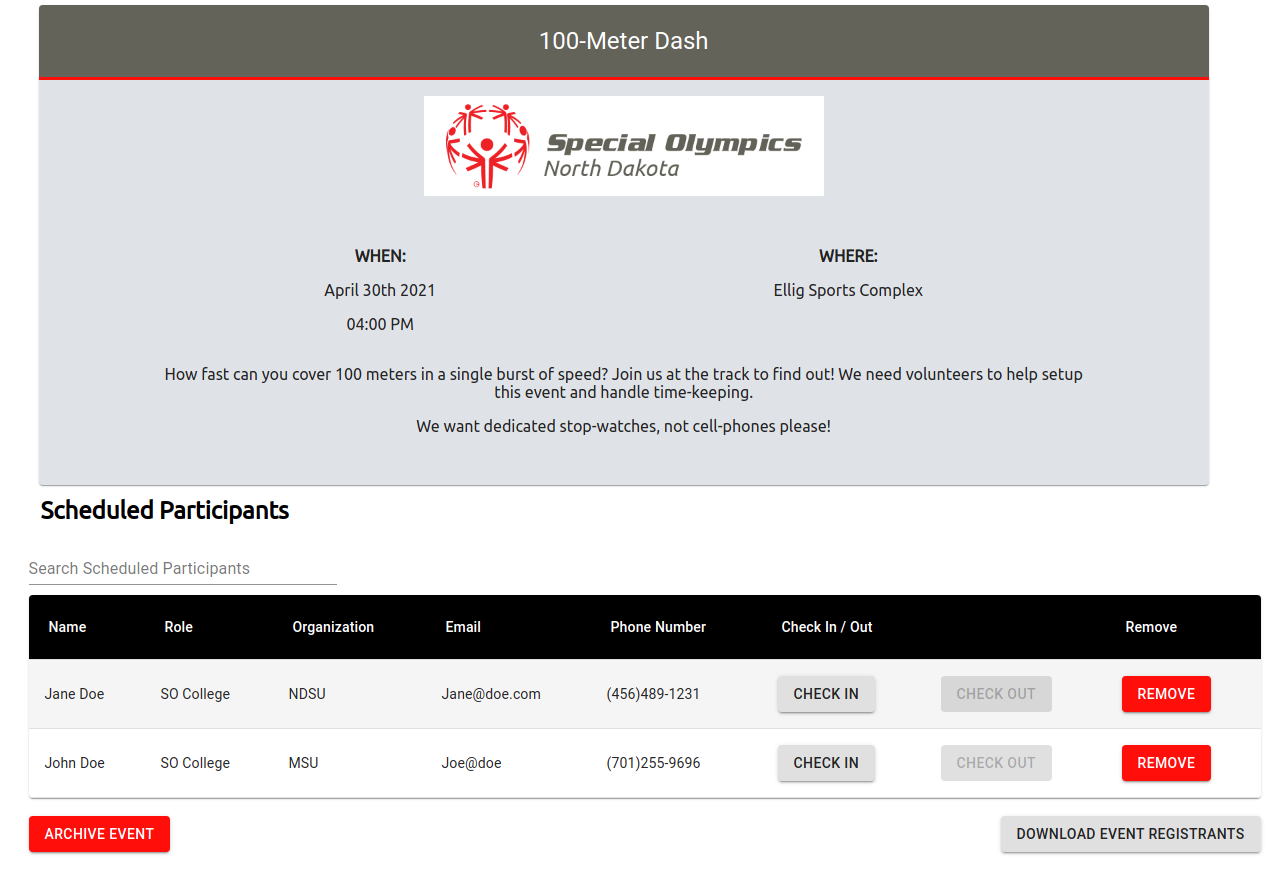 100-Meter Dash
Special Olympics
North Dakota
WHEN:
April 30th 2021
04:00 PM
WHERE:
Ellig Sports Complex
How fast can you cover 100 meters in a single burst of speed? Join us at the track to find out! We need volunteers to help setup
this event and handle time-keeping.
We want dedicated stop-watches, not cell-phones please!
Scheduled Participants
Search Scheduled Participants
Name Role Organization Email Phone Number Check In / Out Remove
Jane Doe SO College NDSU Jane@doe.com (456)489-1231 CHECK IN CHECK OUT REMOVE
John Doe SO College MSU Joe@doe (701)255-9696 CHECK IN CHECK OUT REMOVE
ARCHIVE EVENT DOWNLOAD EVENT REGISTRANTS